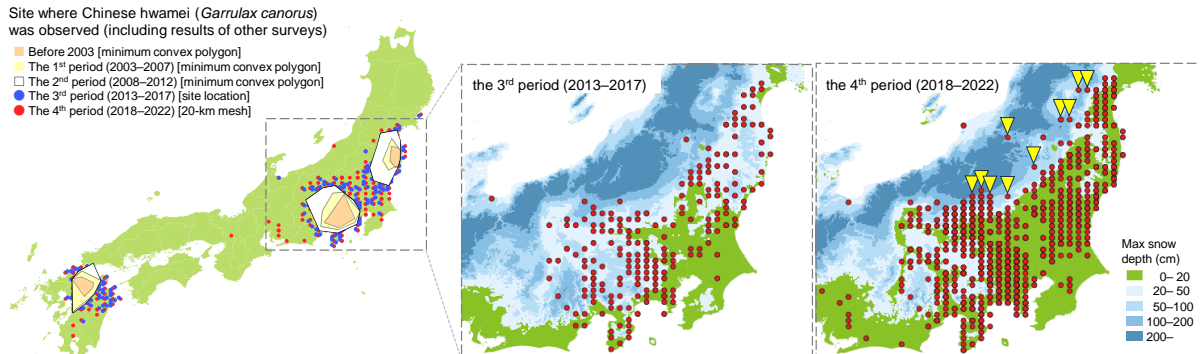 Site where Chinese hwamei (Garrulax canorus)
was observed (including results of other surveys)
Before 2003 [minimum convex polygon]
The 1st period (2003–2007) [minimum convex polygon]
The 2nd period (2008–2012) [minimum convex polygon]
The 3rd period (2013–2017) [site location]
The 4th period (2018–2022) [20-km mesh]
the 3rd period (2013–2017)
the 4th period (2018–2022)
Max snow
depth (cm)
0– 20
20– 50
50–100
100–200
200–